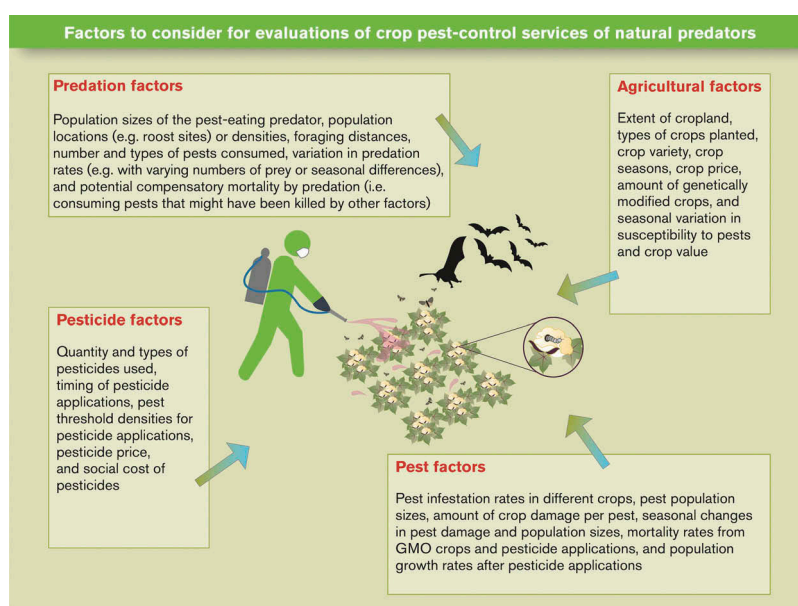 Factors to consider for evaluations of crop pest-control services of natural predators
Predation factors
Population sizes of the pest-eating predator, population
locations (e.g. roost sites) or densities, foraging distances,
number and types of pests consumed, variation in predation
rates (e.g. with varying numbers of prey or seasonal differences),
and potential compensatory mortality by predation (i.e.
consuming pests that might have been killed by other factors)
Agricultural factors
Extent of cropland,
types of crops planted,
crop variety, crop
seasons, crop price,
amount of genetically
modified crops, and
seasonal variation in
susceptibility to pests
and crop value
Pesticide factors
Quantity and types of
pesticides used,
timing of pesticide
applications, pest
threshold densities for
pesticide applications,
pesticide price,
and social cost of
pesticides
Pest factors
Pest infestation rates in different crops, pest population
sizes, amount of crop damage per pest, seasonal changes
in pest damage and population sizes, mortality rates from
GMO crops and pesticide applications, and population
growth rates after pesticide applications